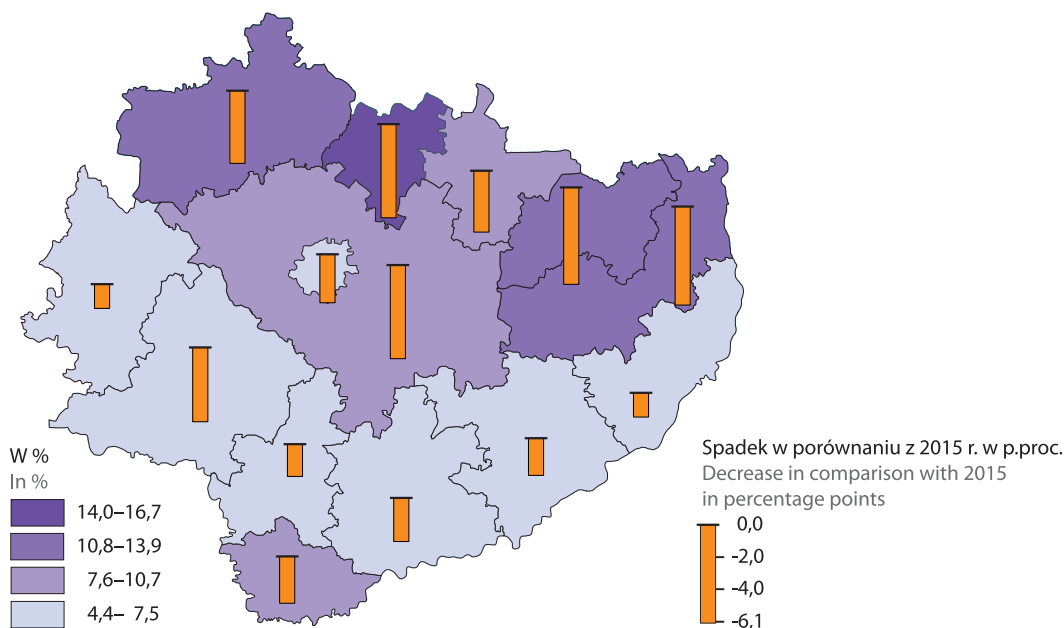 W %
In %
14,0–16,7
10,8–13,9
7,6–10,7
4,4– 7,5
Spadek w porównaniu z 2015 r. w p.proc.
Decrease in comparison with 2015
in percentage points
0,0
-2,0
-4,0
-6,1